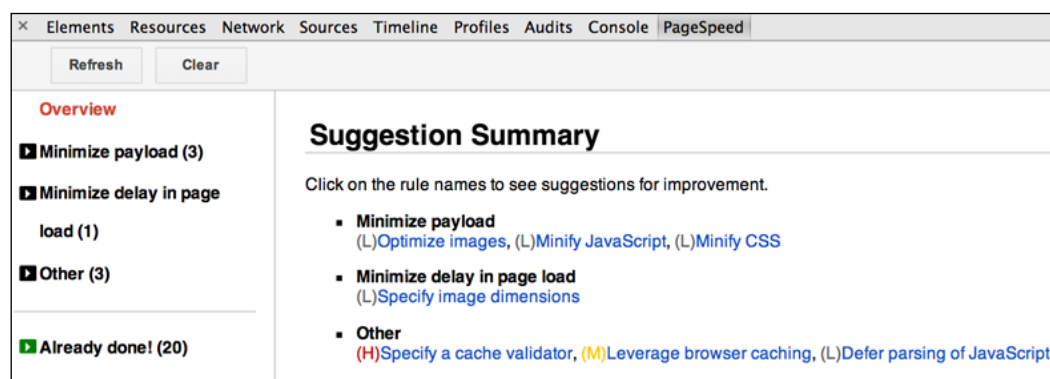 × Elements Resources Network Sources Timeline Profiles Audits Console PageSpeed
Refresh Clear
Overview
Minimize payload (3)
Minimize delay in page
load (1)
Other (3)
Already done! (20)
Suggestion Summary
Click on the rule names to see suggestions for improvement.
Minimize payload
(L)Optimize images, (L)Minify JavaScript, (L)Minify CSS
Minimize delay in page load
(L)Specify image dimensions
Other
(H)Specify a cache validator, (M)Leverage browser caching, (L)Defer parsing of JavaScript